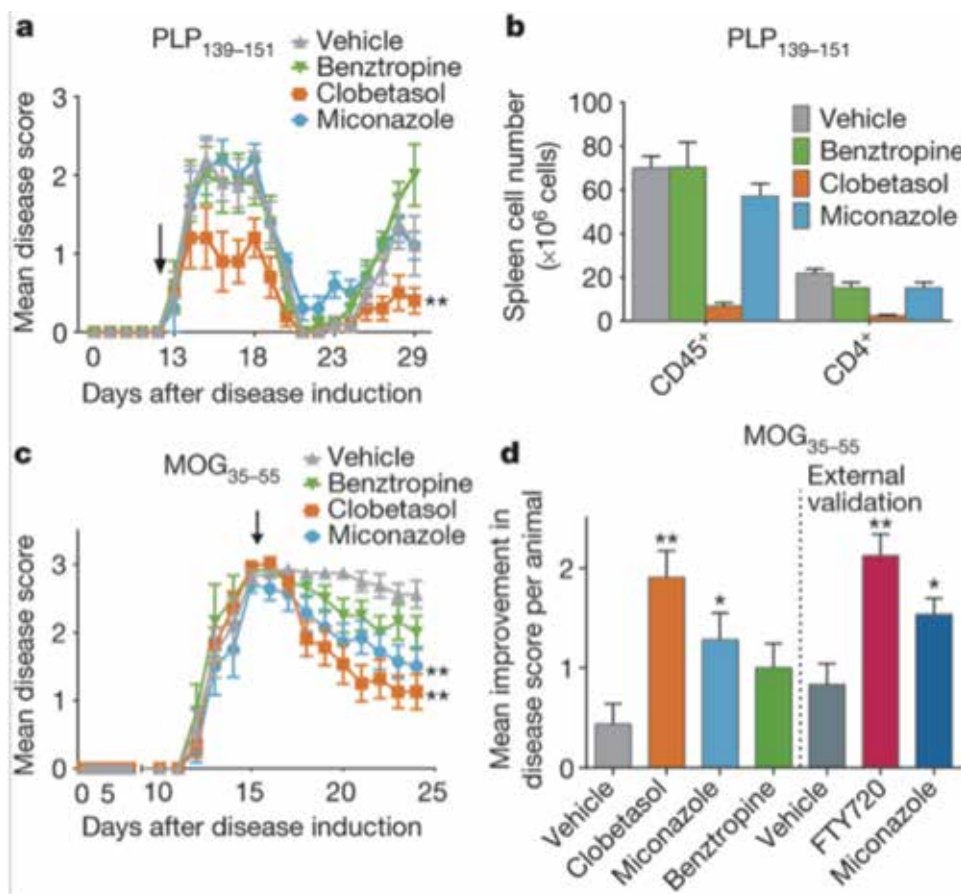 a
PLP139–151
Vehicle
Benztropine
Clobetasol
Miconazole
Mean disease score
3
2
1
0
**
0 13 18 23 29
Days after disease induction
b
PLP139–151
Vehicle
Benztropine
Clobetasol
Miconazole
Spleen cell number
(×10⁶ cells)
100
80
60
40
20
0
CD45⁺
CD4⁺
c
MOG35–55
Vehicle
Benztropine
Clobetasol
Miconazole
Mean disease score
3
2
1
0
**
**
0 5 10 15 20 25
Days after disease induction
d
MOG35–55
External
validation
Mean improvement in
disease score per animal
2
1
0
**
*
**
*
Vehicle
Clobetasol
Miconazole
Benztropine
Vehicle
FTY720
Miconazole